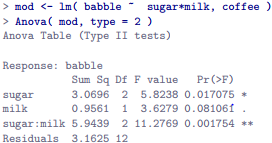 > mod <- lm( babble ~ sugar*milk, coffee )
> Anova( mod, type = 2 )
Anova Table (Type II tests)
Response: babble
Sum Sq Df F value Pr(>F)
sugar 3.0696 2 5.8238 0.017075 *
milk 0.9561 1 3.6279 0.081061 .
sugar:milk 5.9439 2 11.2769 0.001754 **
Residuals 3.1625 12